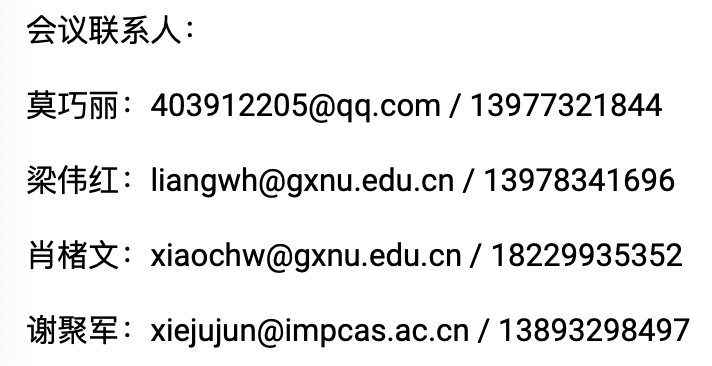 会议联系人：
莫巧丽：403912205@qq.com / 13977321844
梁伟红：liangwh@gxnu.edu.cn / 13978341696
肖楮文：xiaochw@gxnu.edu.cn / 18229935352
谢聚军：xiejujun@impcas.ac.cn / 13893298497